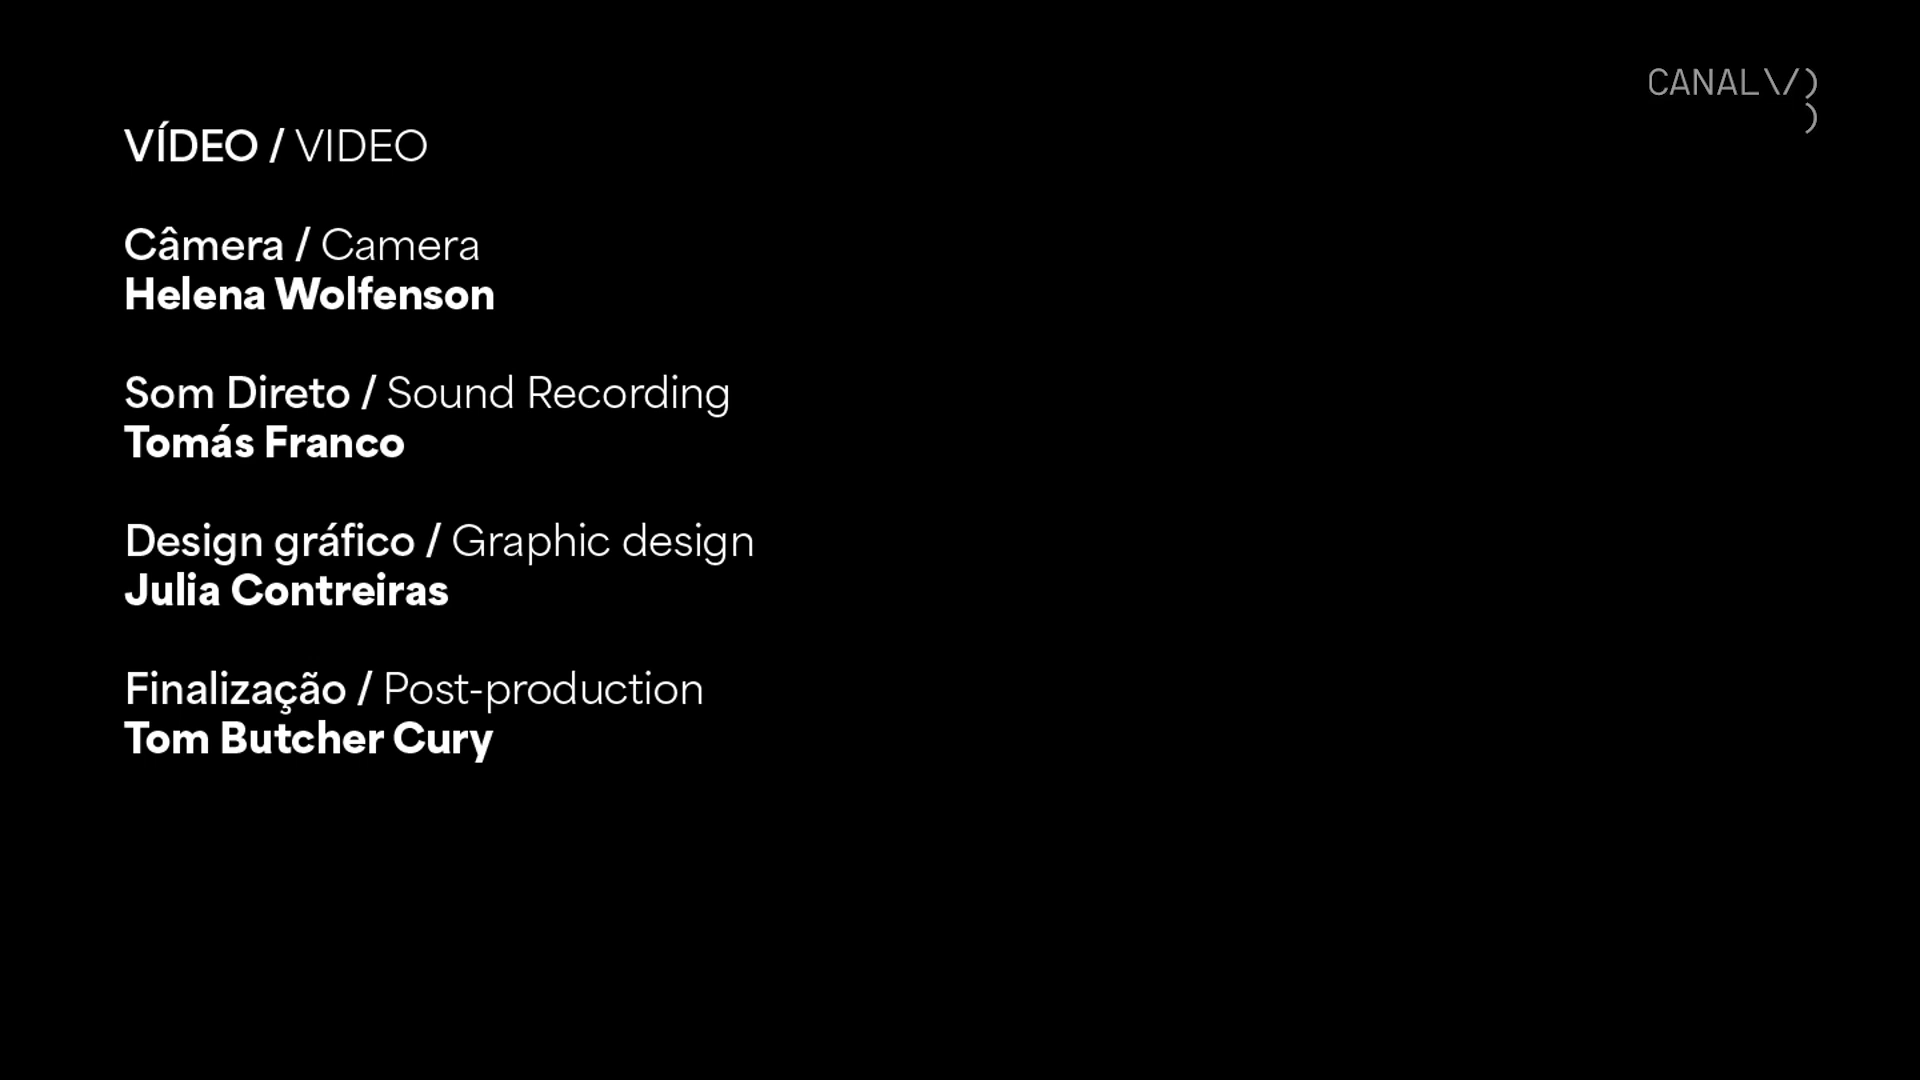 CANAL \/)
)
VÍDEO / VIDEO
Câmera / Camera
Helena Wolfenson
Som Direto / Sound Recording
Tomás Franco
Design gráfico / Graphic design
Julia Contreiras
Finalização / Post-production
Tom Butcher Cury